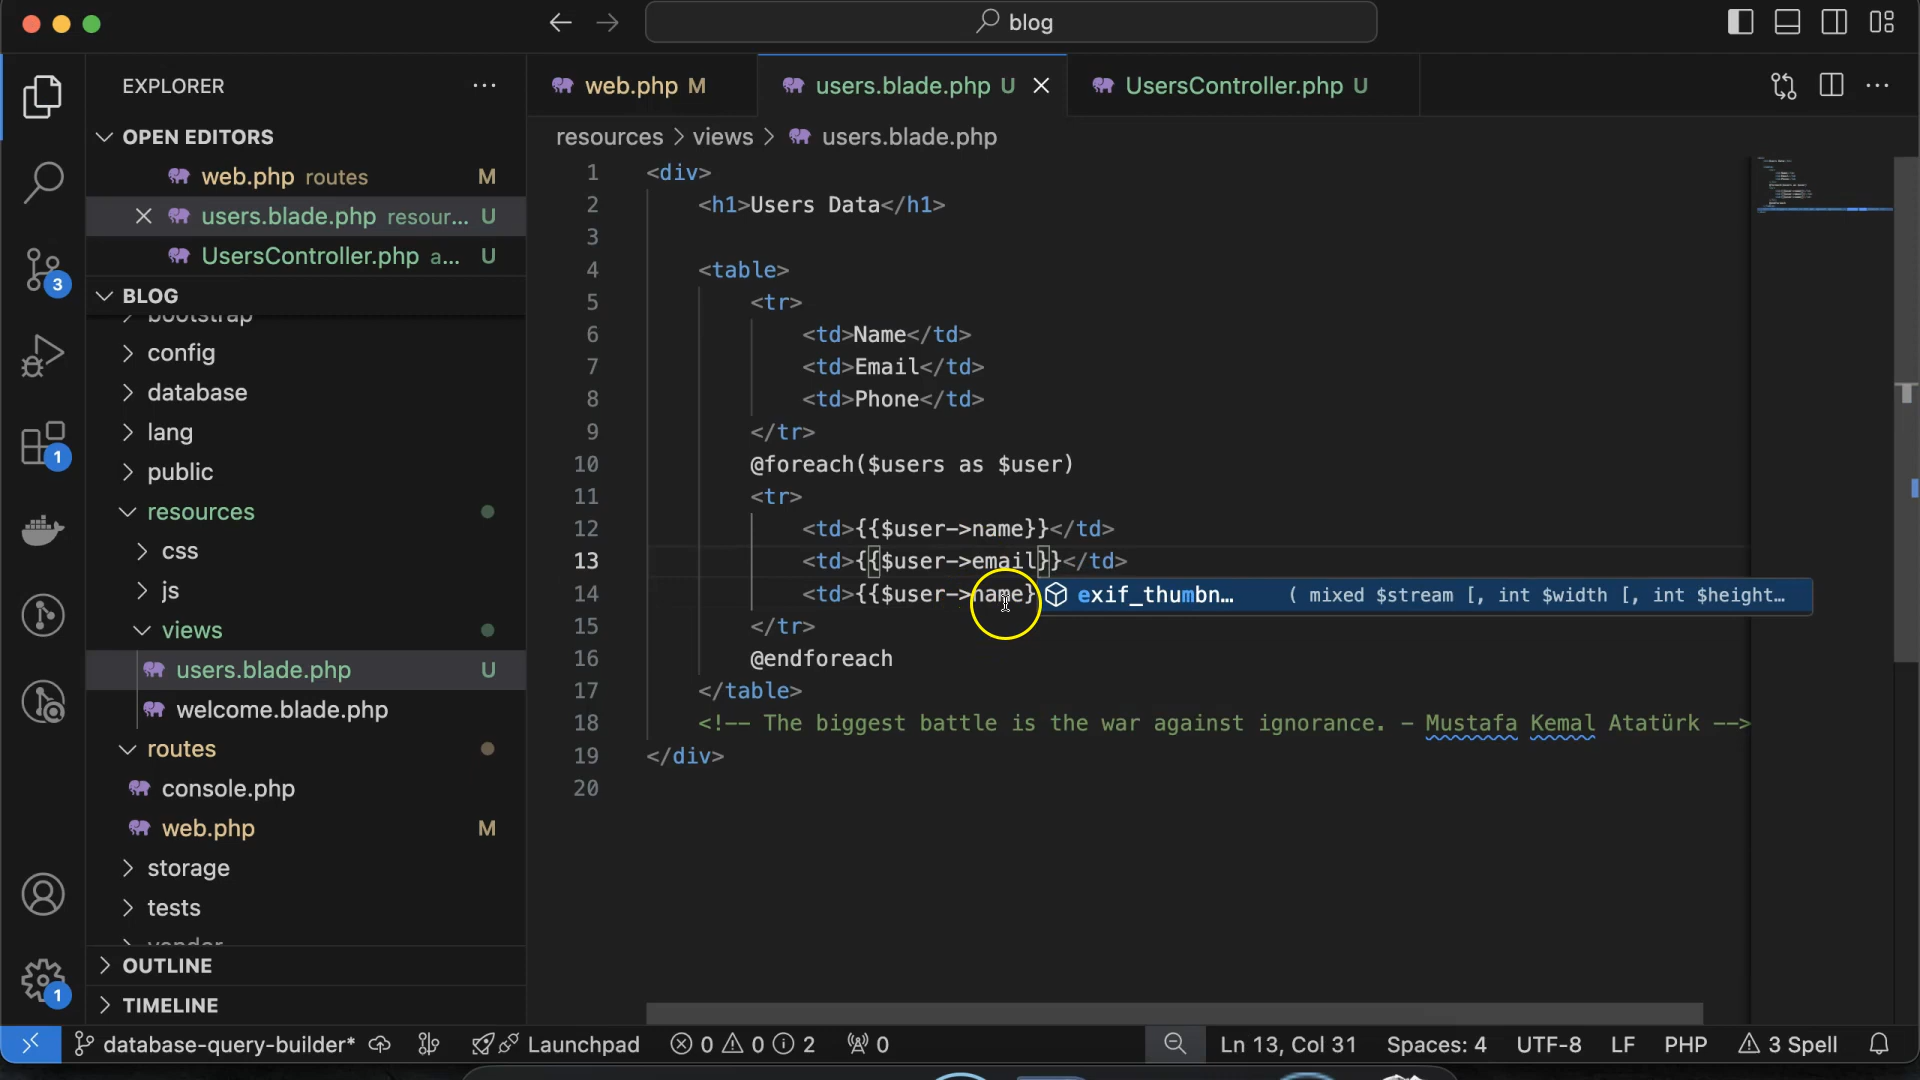 blog
EXPLORER
OPEN EDITORS
web.php routes M
users.blade.php resour... U
UsersController.php a... U
BLOG
bootstrap
config
database
lang
public
resources
css
js
views
users.blade.php U
welcome.blade.php
routes
console.php
web.php M
storage
tests
vendor
OUTLINE
TIMELINE
3
1
1
web.php M
users.blade.php U
UsersController.php U
resources > views > users.blade.php
1 <div>
2 <h1>Users Data</h1>
3
4 <table>
5 <tr>
6 <td>Name</td>
7 <td>Email</td>
8 <td>Phone</td>
9 </tr>
10 @foreach($users as $user)
11 <tr>
12 <td>{{$user->name}}</td>
13 <td>{{$user->email}}</td>
14 <td>{{$user->name}
exif_thumbn... ( mixed $stream [, int $width [, int $height...
15 </tr>
16 @endforeach
17 </table>
18 <!-- The biggest battle is the war against ignorance. - Mustafa Kemal Atatürk -->
19 </div>
20
database-query-builder* Launchpad 0 0 2 0 Ln 13, Col 31 Spaces: 4 UTF-8 LF PHP 3 Spell